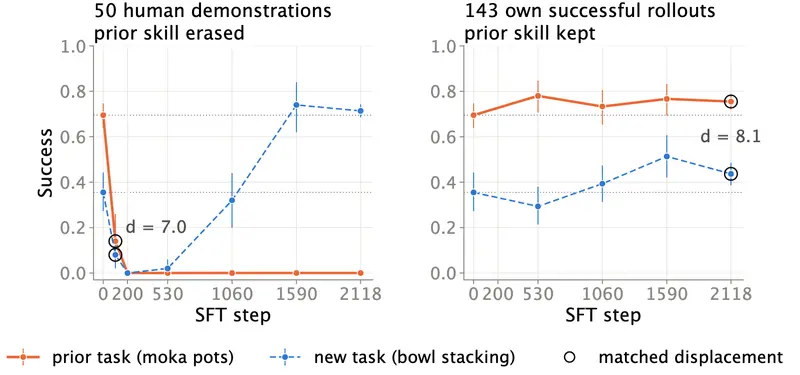 50 human demonstrations
prior skill erased
1.0
0.8
0.6
0.4
0.2
0.0
Success
d = 7.0
0 200 530 1060 1590 2118
SFT step
143 own successful rollouts
prior skill kept
1.0
0.8
0.6
0.4
0.2
0.0
d = 8.1
0 200 530 1060 1590 2118
SFT step
prior task (moka pots) new task (bowl stacking) matched displacement